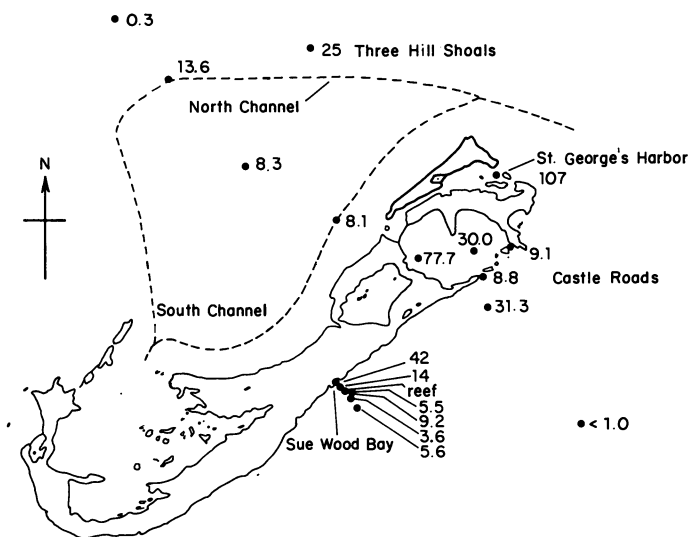 0.3
25 Three Hill Shoals
13.6
North Channel
N
St. George's Harbor
107
8.3
8.1
30.0
9.1
77.7
8.8
Castle Roads
31.3
South Channel
42
14
reef
5.5
9.2
3.6
5.6
Sue Wood Bay
< 1.0